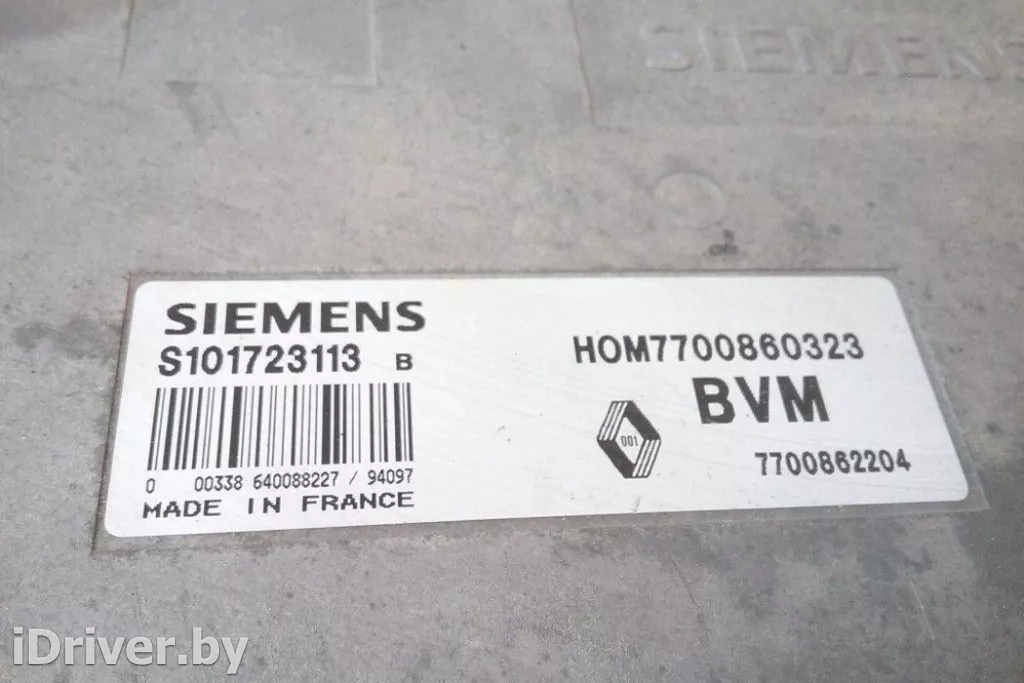 SIEMENS
SIEMENS
S101723113 B
0 00338 640088227 / 94097
MADE IN FRANCE
HOM7700860323
BVM
001
7700862204
iDriver.by